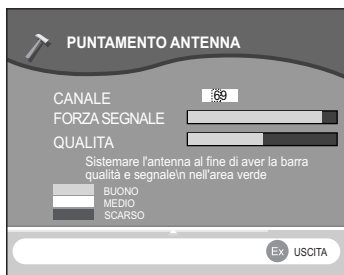 PUNTAMENTO ANTENNA
CANALE 69
FORZA SEGNALE
QUALITA
Sistemare l'antenna al fine di aver la barra
qualità e segnale\n nell'area verde
BUONO
MEDIO
SCARSO
Ex USCITA